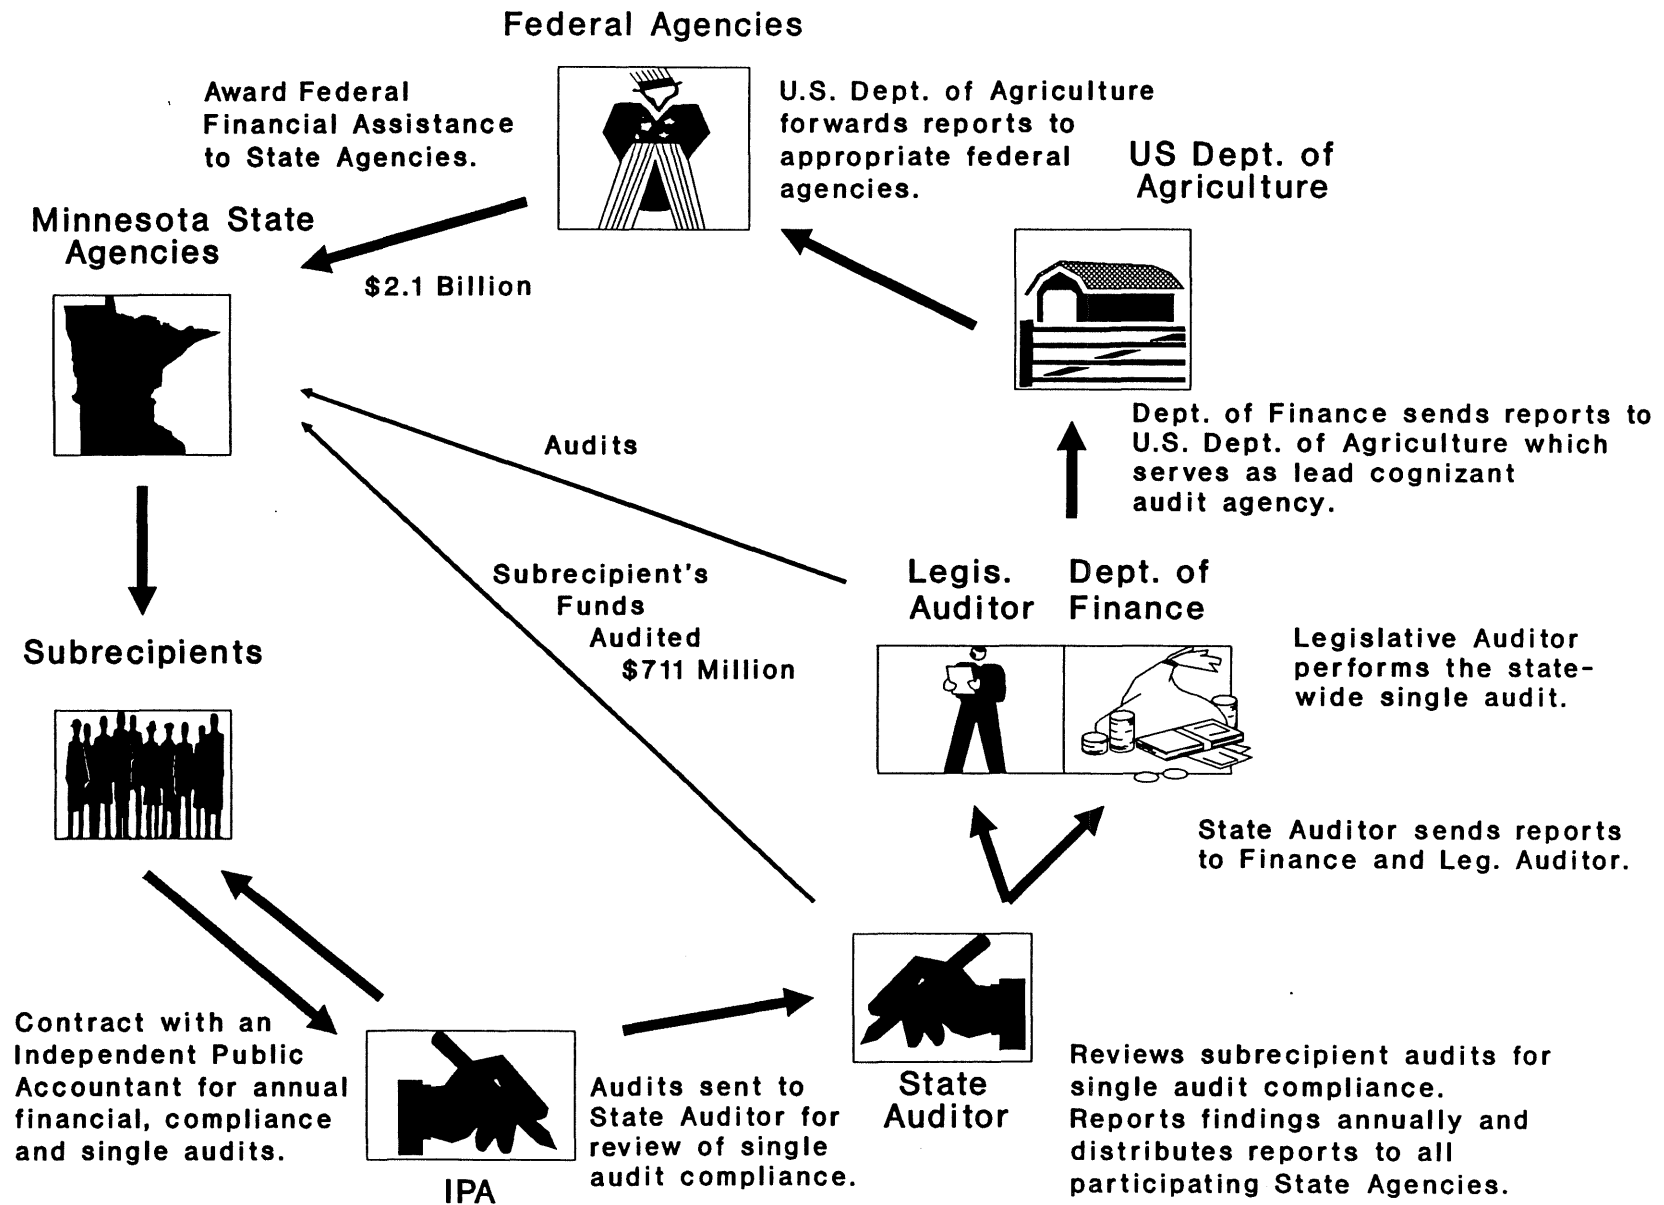 Federal Agencies
Award Federal
Financial Assistance
to State Agencies.
U.S. Dept. of Agriculture
forwards reports to
appropriate federal
agencies.
US Dept. of
Agriculture
Minnesota State
Agencies
$2.1 Billion
Dept. of Finance sends reports to
U.S. Dept. of Agriculture which
serves as lead cognizant
audit agency.
Audits
Subrecipient's
Funds
Audited
$711 Million
Legis.
Auditor
Dept. of
Finance
Legislative Auditor
performs the state-
wide single audit.
Subrecipients
State Auditor sends reports
to Finance and Leg. Auditor.
Contract with an
Independent Public
Accountant for annual
financial, compliance
and single audits.
IPA
Audits sent to
State Auditor for
review of single
audit compliance.
State
Auditor
Reviews subrecipient audits for
single audit compliance.
Reports findings annually and
distributes reports to all
participating State Agencies.